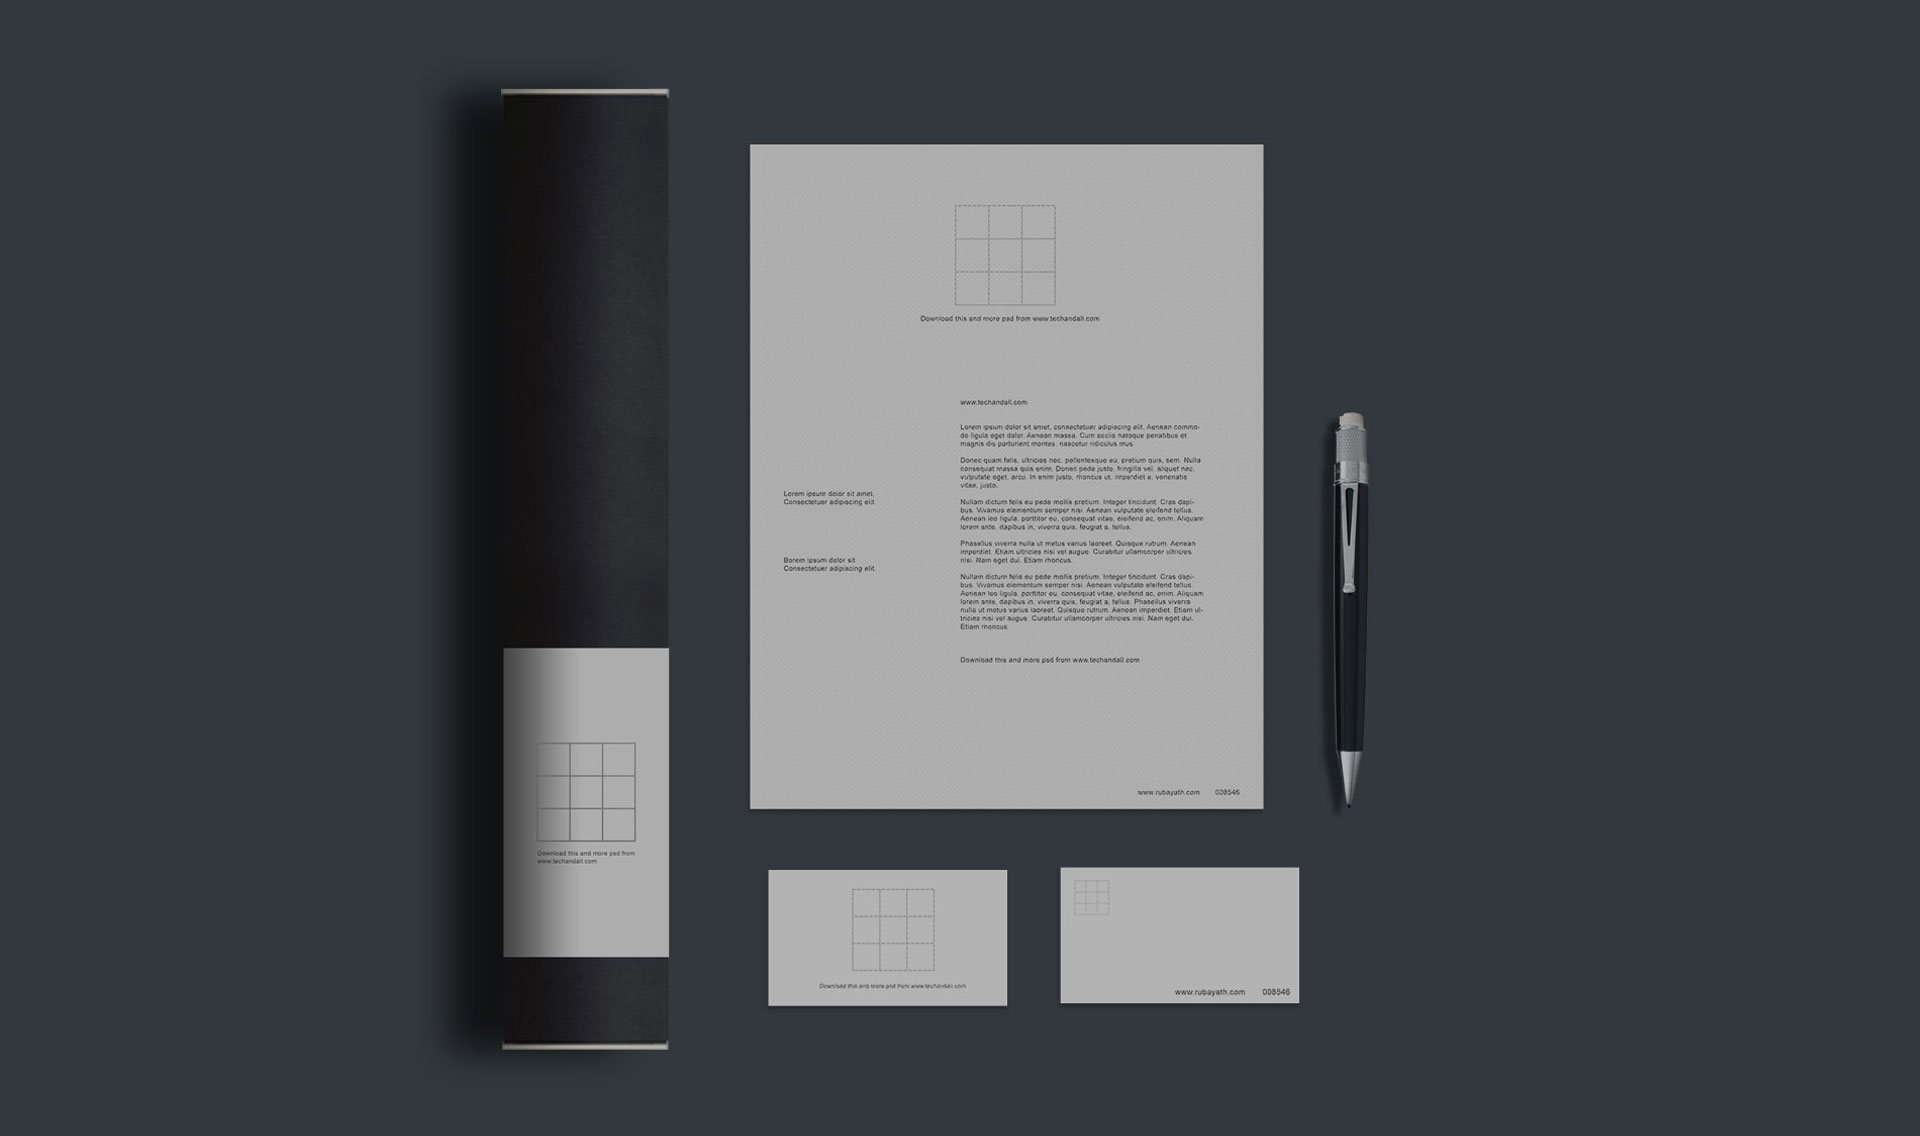 Download this and more psd from www.techandall.com
www.techandall.com
Lorem ipsum dolor sit amet, consectetuer adipiscing elit. Aenean commo-
do ligula eget dolor. Aenean massa. Cum sociis natoque penatibus et
magnis dis parturient montes, nascetur ridiculus mus
Donec quam felis, ultricies nec, pellentesque eu, pretium quis, sem. Nulla
consequat massa quis enim. Donec pede justo, fringilla vel, aliquet nec,
vulputate eget, arcu. In enim justo, rhoncus ut, imperdiet a, venenatis
vitae, justo.
Nullam dictum felis eu pede mollis pretium. Integer tincidunt. Cras dapi-
bus. Vivamus elementum semper nisi. Aenean vulputate eleifend tellus.
Aenean leo ligula, porttitor eu, consequat vitae, eleifend ac, enim. Aliquam
lorem ante, dapibus in, viverra quis, feugiat a, tellus.
Phasellus viverra nulla ut metus varius laoreet. Quisque rutrum. Aenean
imperdiet. Etiam ultricies nisi vel augue. Curabitur ullamcorper ultricies
nisi. Nam eget dui. Etiam rhoncus.
Nullam dictum felis eu pede mollis pretium. Integer tincidunt. Cras dapi-
bus. Vivamus elementum semper nisi. Aenean vulputate eleifend tellus.
Aenean leo ligula, porttitor eu, consequat vitae, eleifend ac, enim. Aliquam
lorem ante, dapibus in, viverra quis, feugiat a, tellus. Phasellus viverra
nulla ut metus varius laoreet. Quisque rutrum. Aenean imperdiet. Etiam ul-
tricies nisi vel augue. Curabitur ullamcorper ultricies nisi. Nam eget dui.
Etiam rhoncus.
Download this and more psd from www.techandall.com
Lorem ipsum dolor sit amet,
Consectetuer adipiscing elit.
Borem ipsum dolor sit
Consectetuer adipiscing elit.
www.rubayath.com 008546
Download this and more psd from
www.techandall.com
Download this and more psd from www.techandall.com
www.rubayath.com 008546